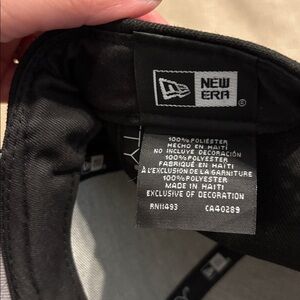 NEW
ERA
®
100% POLIÉSTER
HECHO EN HAITI
NO INCLUYE DECORACIÓN
100% POLYESTER
FABRIQUÉ EN HAITI
À L'EXCLUSION DE LA GARNITURE
100% POLYESTER
MADE IN HAITI
EXCLUSIVE OF DECORATION
RN11493 CA40289